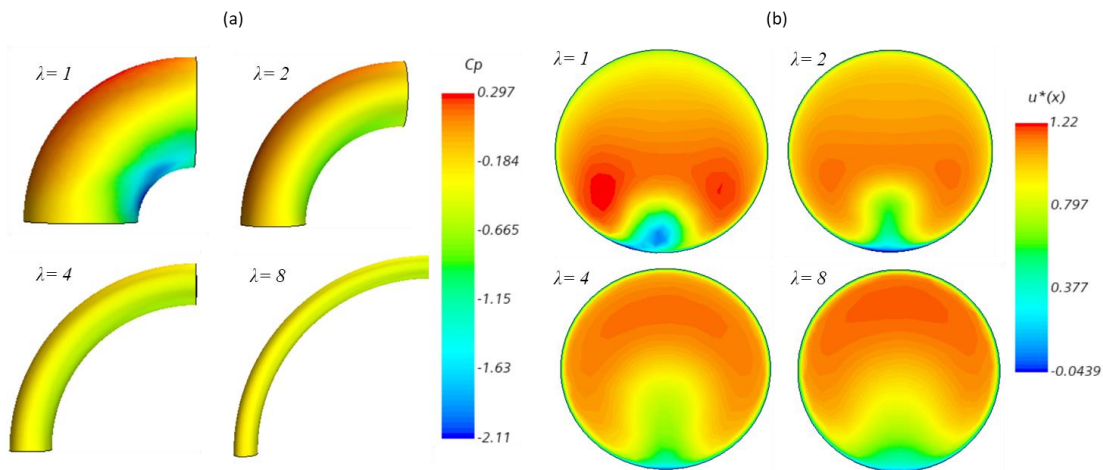 (a)
(b)
λ= 1
λ= 2
Cp
0.297
-0.184
-0.665
-1.15
-1.63
-2.11
λ= 4
λ= 8
λ= 1
λ= 2
u*(x)
1.22
0.797
0.377
-0.0439
λ= 4
λ= 8